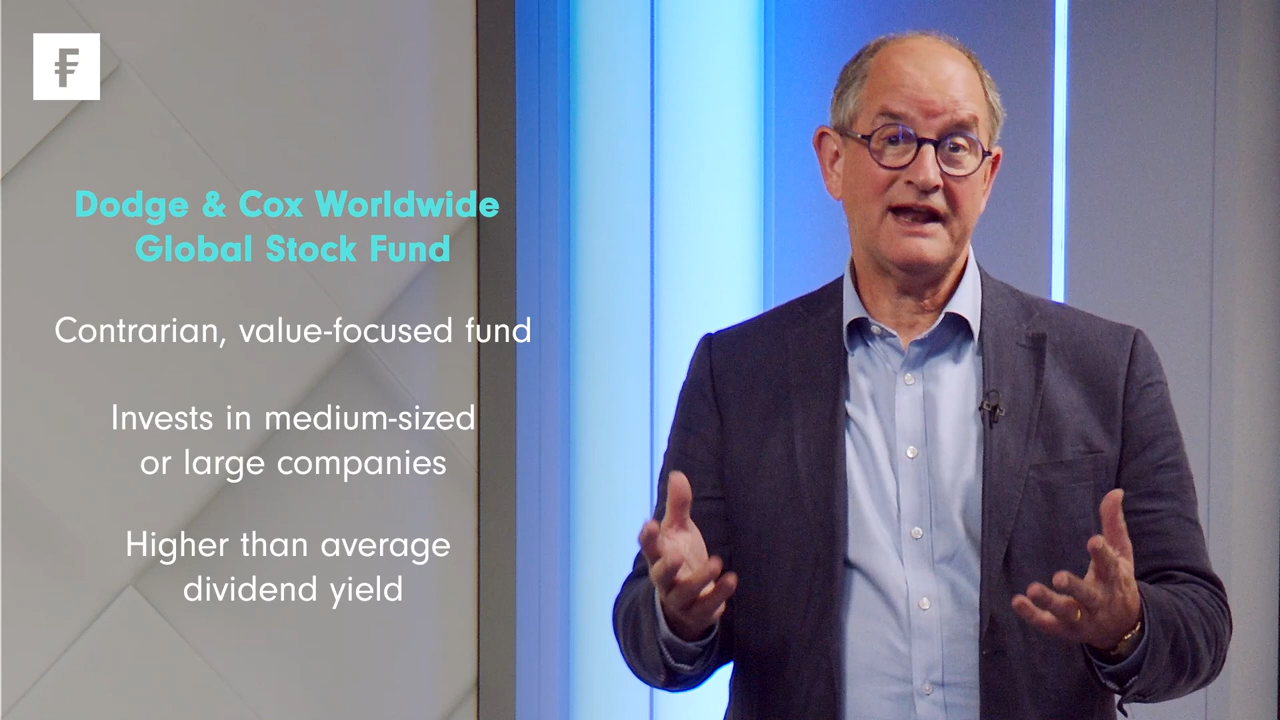 Dodge & Cox Worldwide
Global Stock Fund
Contrarian, value-focused fund
Invests in medium-sized
or large companies
Higher than average
dividend yield